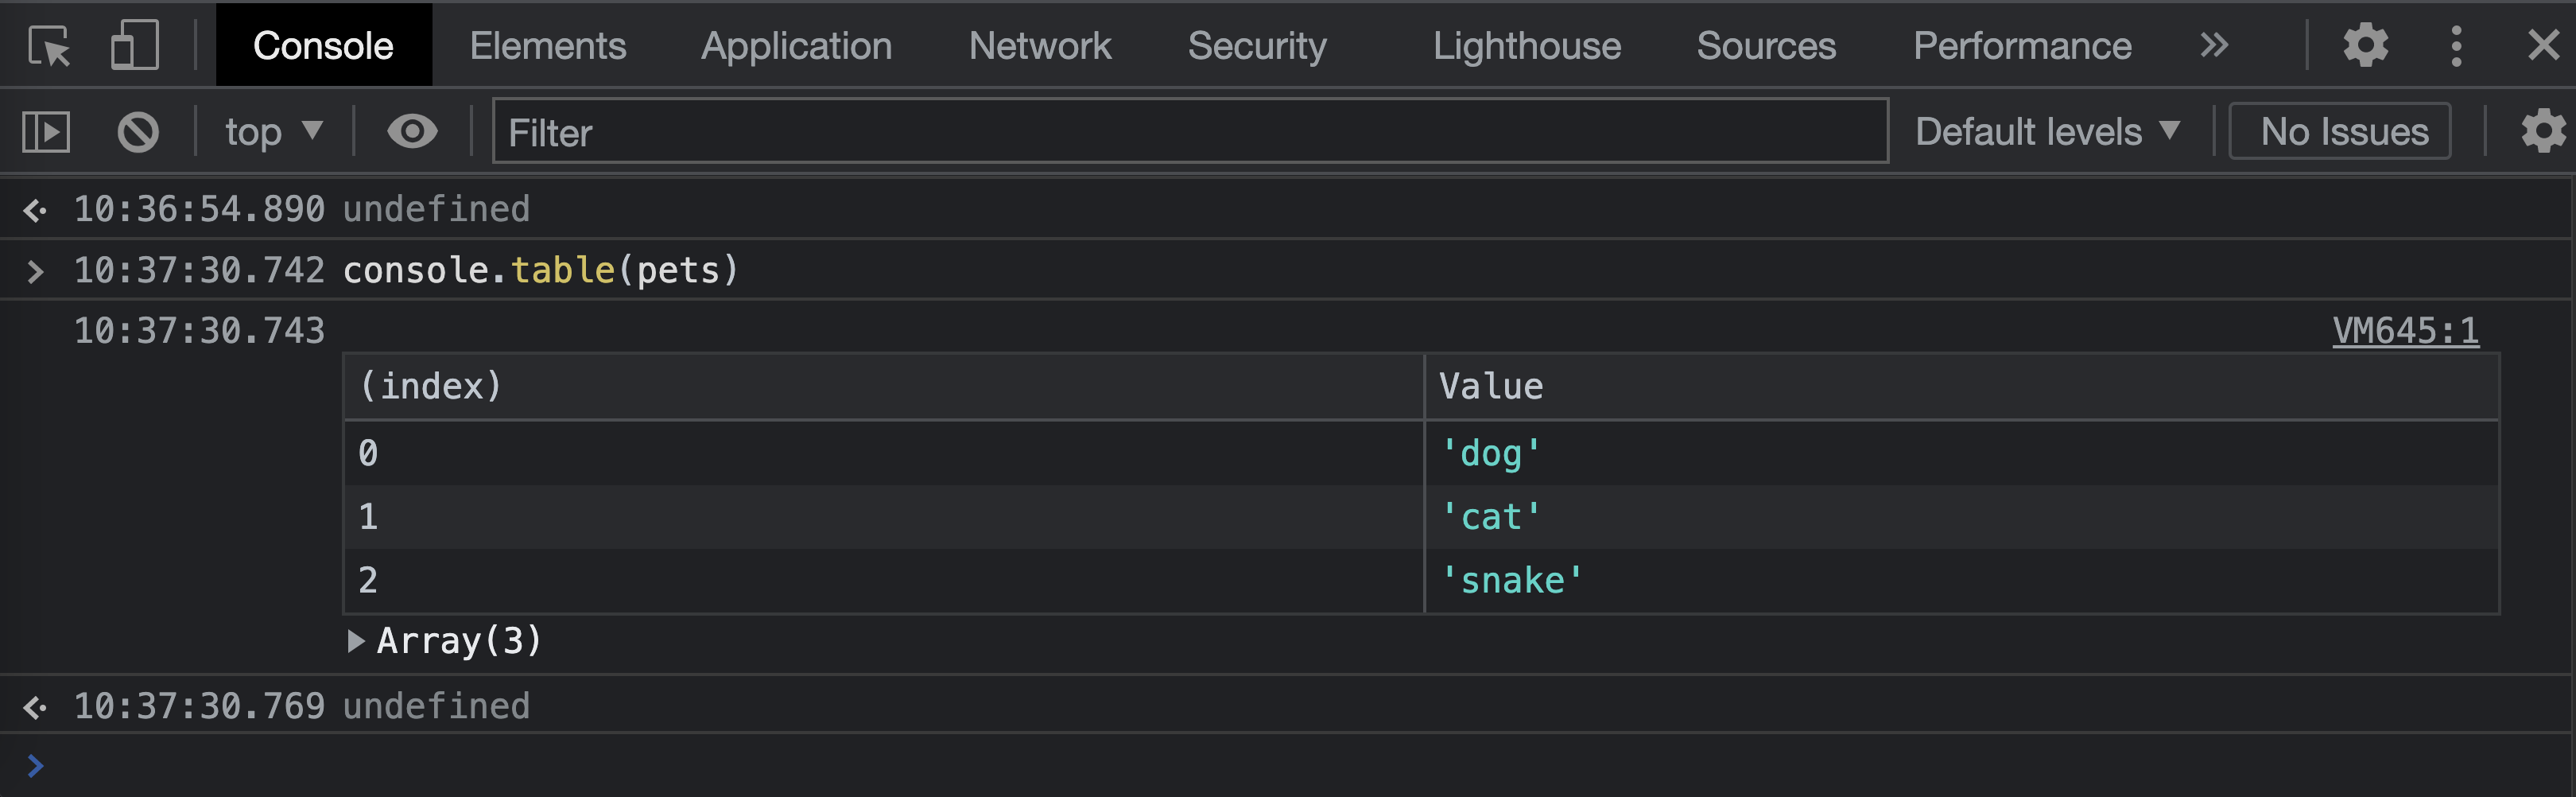 Console Elements Application Network Security Lighthouse Sources Performance
top Filter Default levels No Issues
10:36:54.890 undefined
10:37:30.742 console.table(pets)
10:37:30.743 VM645:1
(index) Value
0 'dog'
1 'cat'
2 'snake'
Array(3)
10:37:30.769 undefined